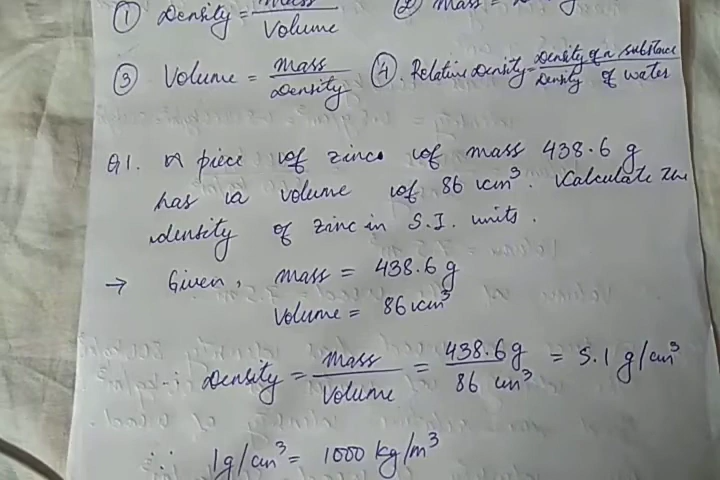 ① Density = Mass / Volume ② Mass =
③ Volume = Mass / Density ④. Relative Density = Density of a substance / Density of water
Q1. A piece of zinc of mass 438.6 g
has a volume of 86 cm³. Calculate the
density of zinc in S.I. units.
→ Given, mass = 438.6 g
Volume = 86 cm³
∴ Density = Mass / Volume = 438.6 g / 86 cm³ = 5.1 g/cm³
∵ 1g/cm³ = 1000 kg/m³